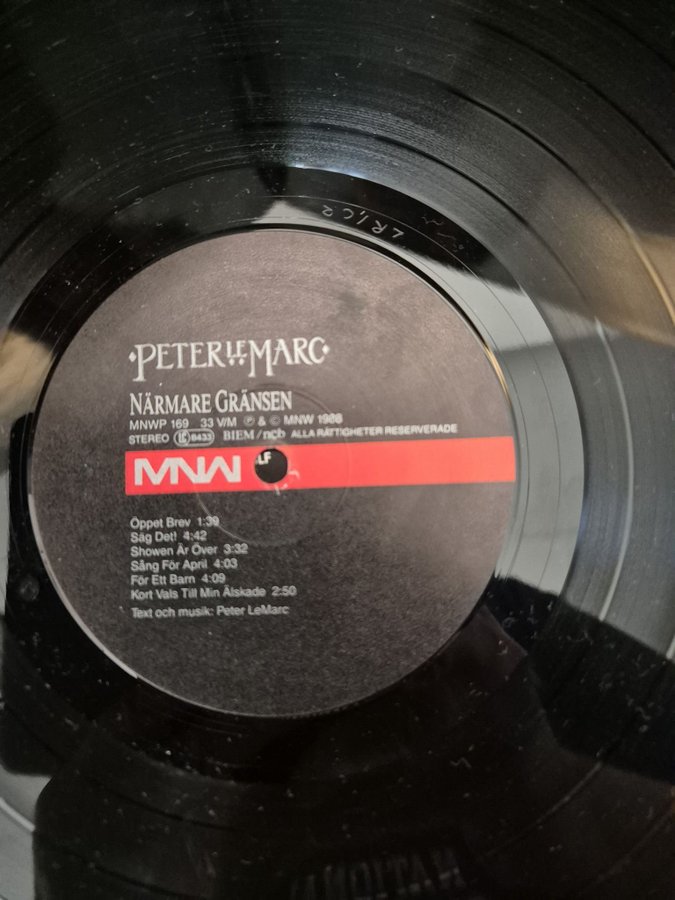 ·PETER LE MARC·
NÄRMARE GRÄNSEN
MNWP 169 33 V/M ℗ & © MNW 1988
STEREO LC 8433 BIEM/ncb ALLA RÄTTIGHETER RESERVERADE
MNW
Öppet Brev 1:39
Säg Det! 4:42
Showen Är Över 3:32
Sång För April 4:03
För Ett Barn 4:09
Kort Vals Till Min Älskade 2:50
Text och musik: Peter LeMarc